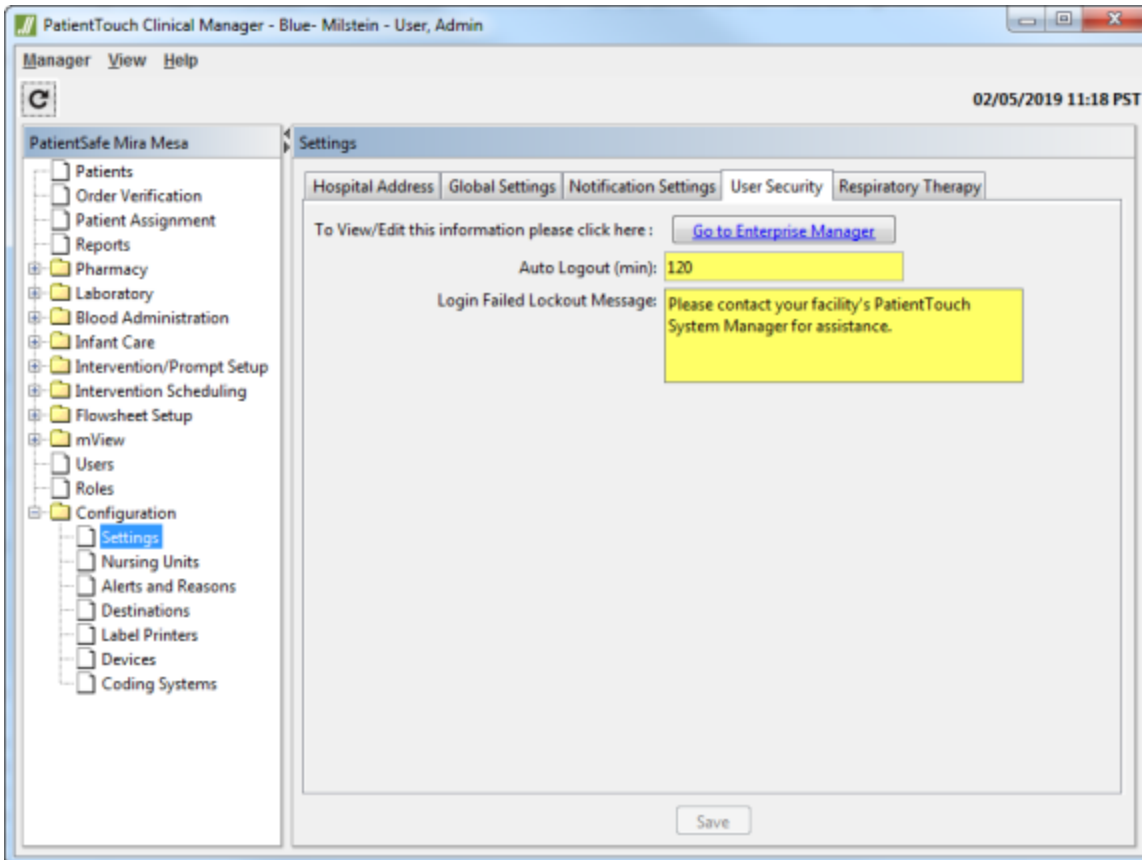 PatientTouch Clinical Manager - Blue- Milstein - User, Admin
Manager View Help
02/05/2019 11:18 PST
PatientSafe Mira Mesa
Patients
Order Verification
Patient Assignment
Reports
Pharmacy
Laboratory
Blood Administration
Infant Care
Intervention/Prompt Setup
Intervention Scheduling
Flowsheet Setup
mView
Users
Roles
Configuration
Settings
Nursing Units
Alerts and Reasons
Destinations
Label Printers
Devices
Coding Systems
Settings
Hospital Address Global Settings Notification Settings User Security Respiratory Therapy
To View/Edit this information please click here : Go to Enterprise Manager
Auto Logout (min): 120
Login Failed Lockout Message: Please contact your facility's PatientTouch
System Manager for assistance.
Save